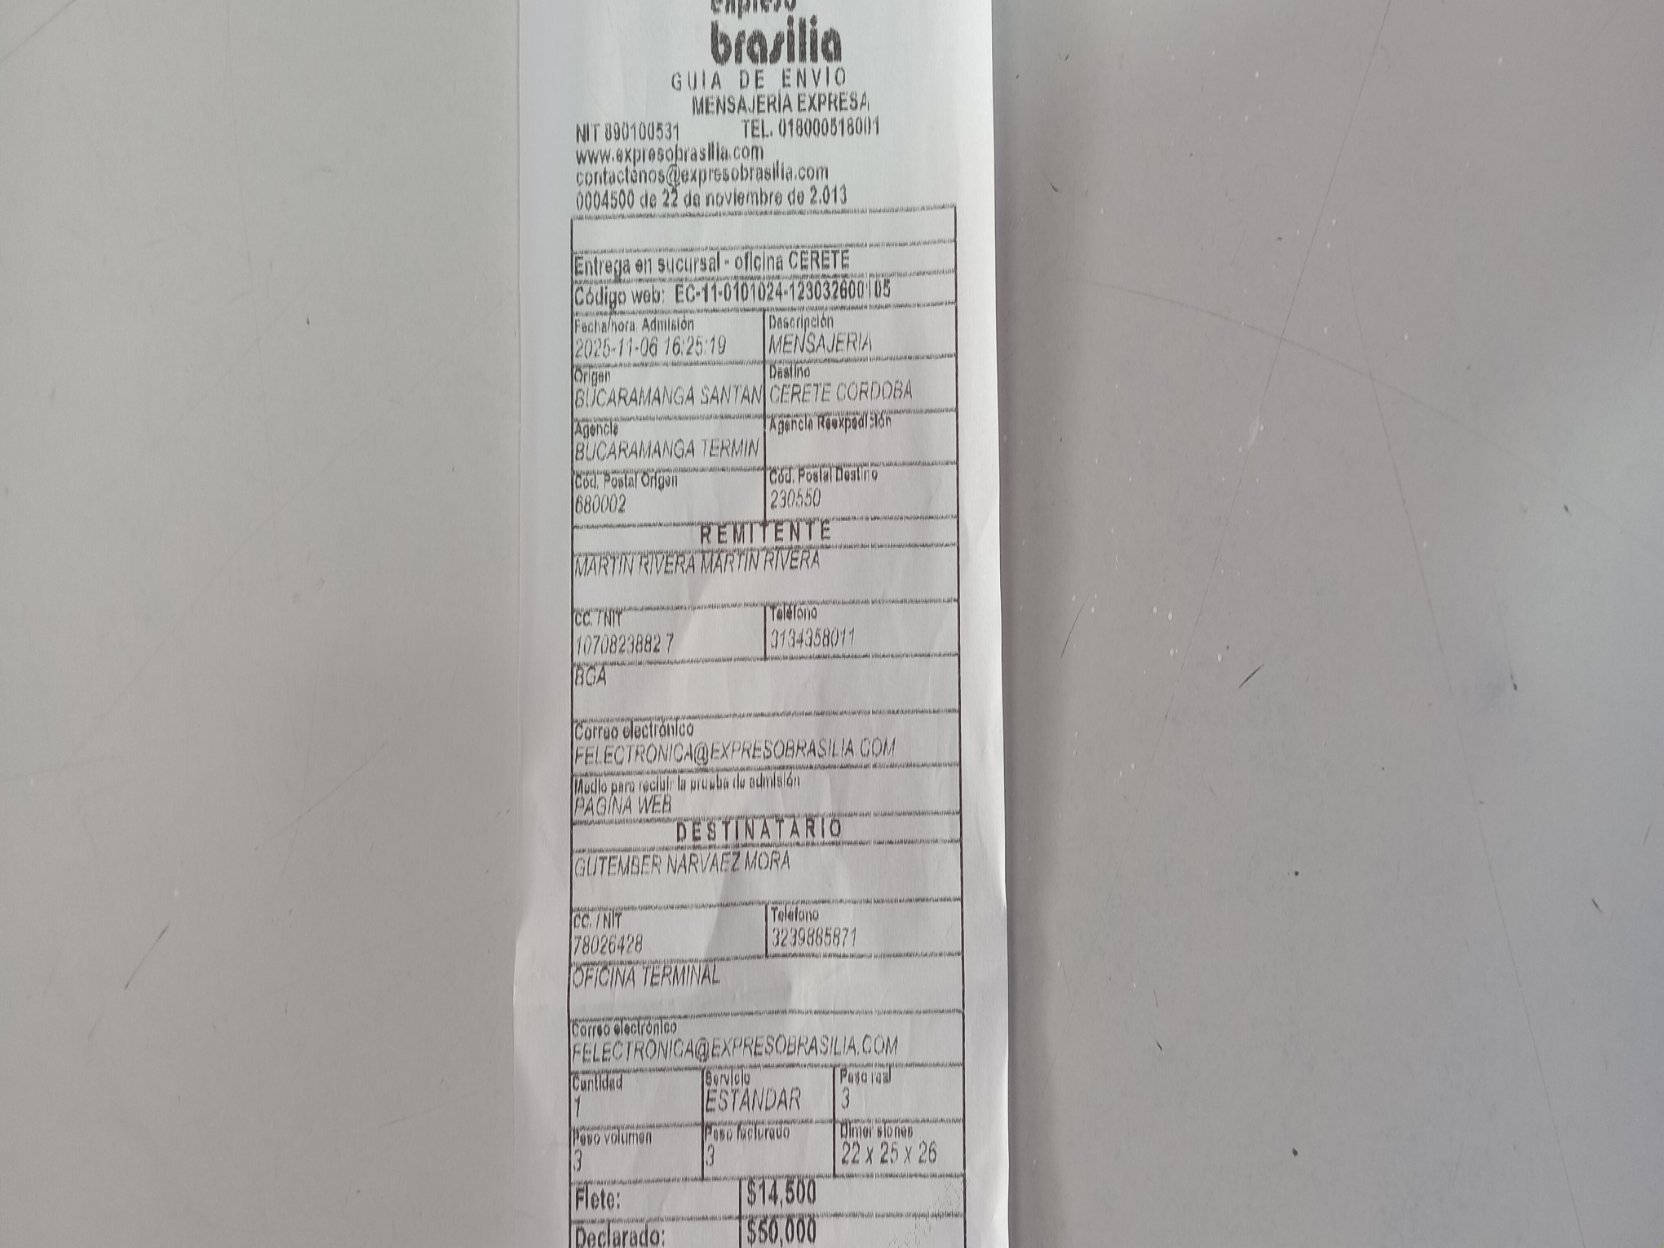 expreso
brasilia
GUIA DE ENVIO
MENSAJERÍA EXPRESA
NIT 890100531 TEL. 018000518001
www.expresobrasilia.com
contactenos@expresobrasilia.com
0004500 de 22 de noviembre de 2.013
Entrega en sucursal - oficina CERETE
Código web: EC-11-0101024-123032600105
Fecha/hora Admisión Descripción
2025-11-06 16:25:19 MENSAJERIA
Origen Destino
BUCARAMANGA SANTAN CERETE CORDOBA
Agencia Agencia Reexpedición
BUCARAMANGA TERMIN
Cód. Postal Origen Cód. Postal Destino
680002 230550
REMITENTE
MARTIN RIVERA MARTIN RIVERA
CC. / NIT Teléfono
1070823882 7 3134358011
BGA
Correo electrónico
FELECTRONICA@EXPRESOBRASILIA.COM
Medio para recibir la prueba de admisión
PAGINA WEB
DESTINATARIO
GUTEMBER NARVAEZ MORA
CC. / NIT Teléfono
78026428 3239885871
OFICINA TERMINAL
Correo electrónico
FELECTRONICA@EXPRESOBRASILIA.COM
Cantidad Servicio Peso real
1 ESTANDAR 3
Peso volumen Peso facturado Dimensiones
3 3 22 x 25 x 26
Flete: $14,500
Declarado: $50,000